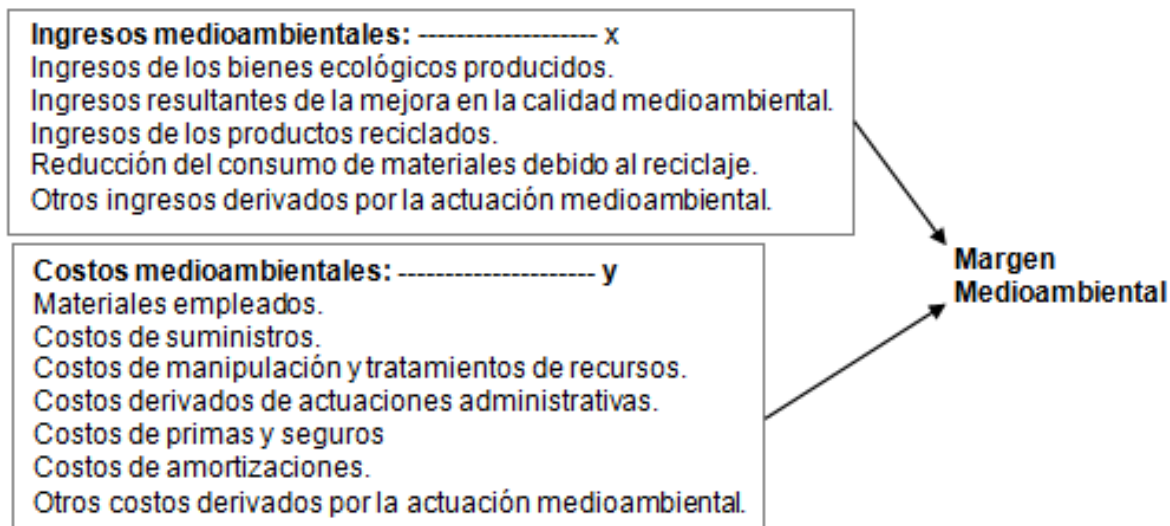 Ingresos medioambientales: ------------------- x
Ingresos de los bienes ecológicos producidos.
Ingresos resultantes de la mejora en la calidad medioambiental.
Ingresos de los productos reciclados.
Reducción del consumo de materiales debido al reciclaje.
Otros ingresos derivados por la actuación medioambiental.
Costos medioambientales: --------------------- y
Materiales empleados.
Costos de suministros.
Costos de manipulación y tratamientos de recursos.
Costos derivados de actuaciones administrativas.
Costos de primas y seguros
Costos de amortizaciones.
Otros costos derivados por la actuación medioambiental.
Margen
Medioambiental